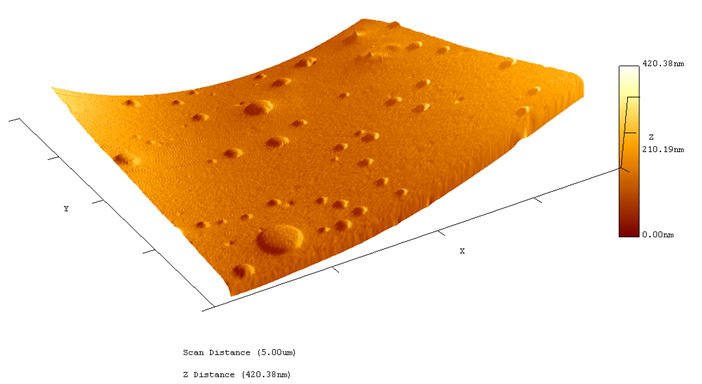 420.38nm
Z
210.19nm
Y
0.00nm
X
Scan Distance (5.00um)
Z Distance (420.38nm)